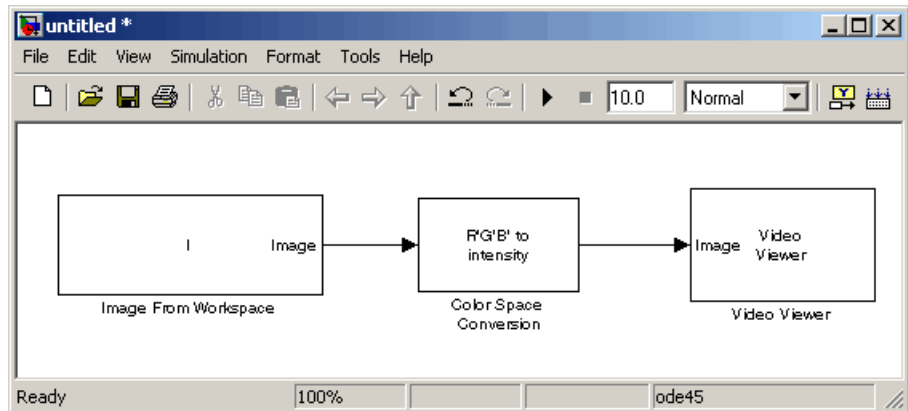 untitled *
File Edit View Simulation Format Tools Help
10.0 Normal
I Image
R'G'B' to
intensity
Image Video
Viewer
Image From Workspace
Color Space
Conversion
Video Viewer
Ready 100% ode45